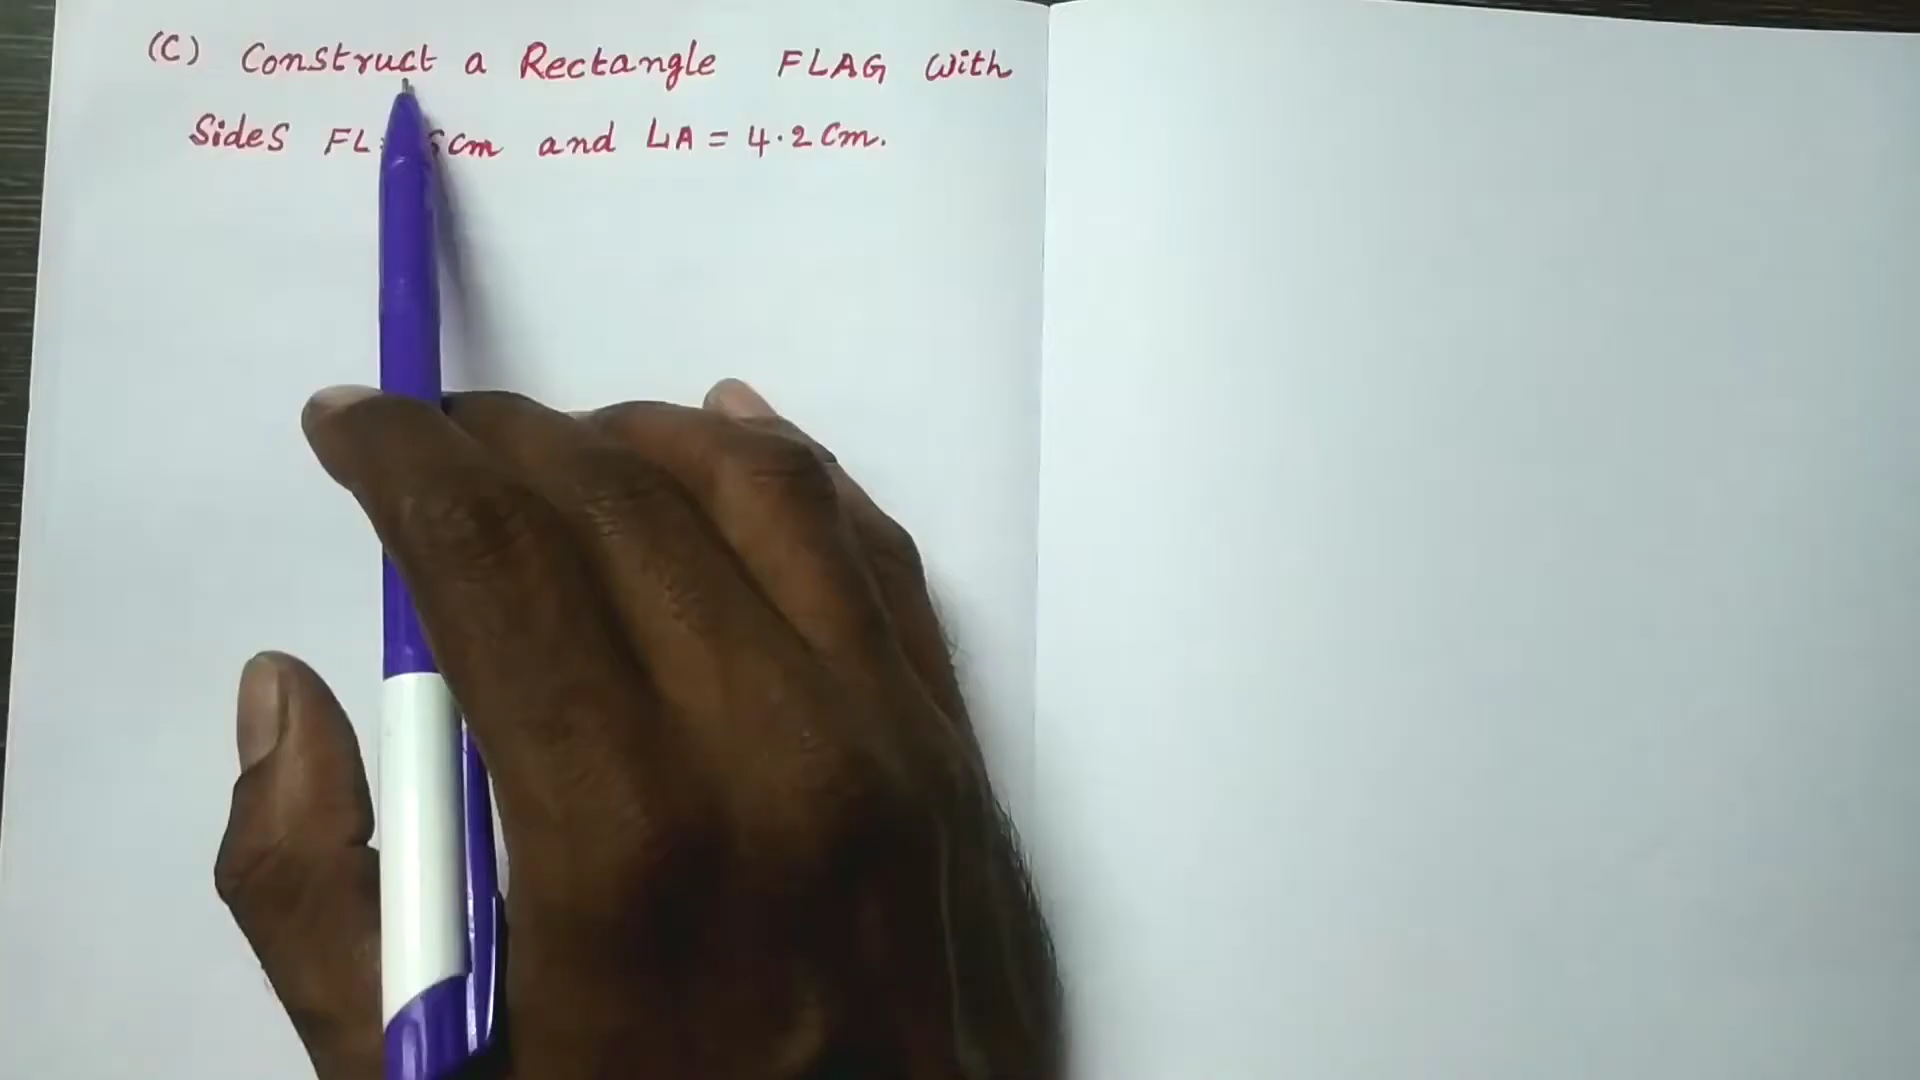 (C) Construct a Rectangle FLAG with
Sides FL cm and LA = 4.2 Cm.